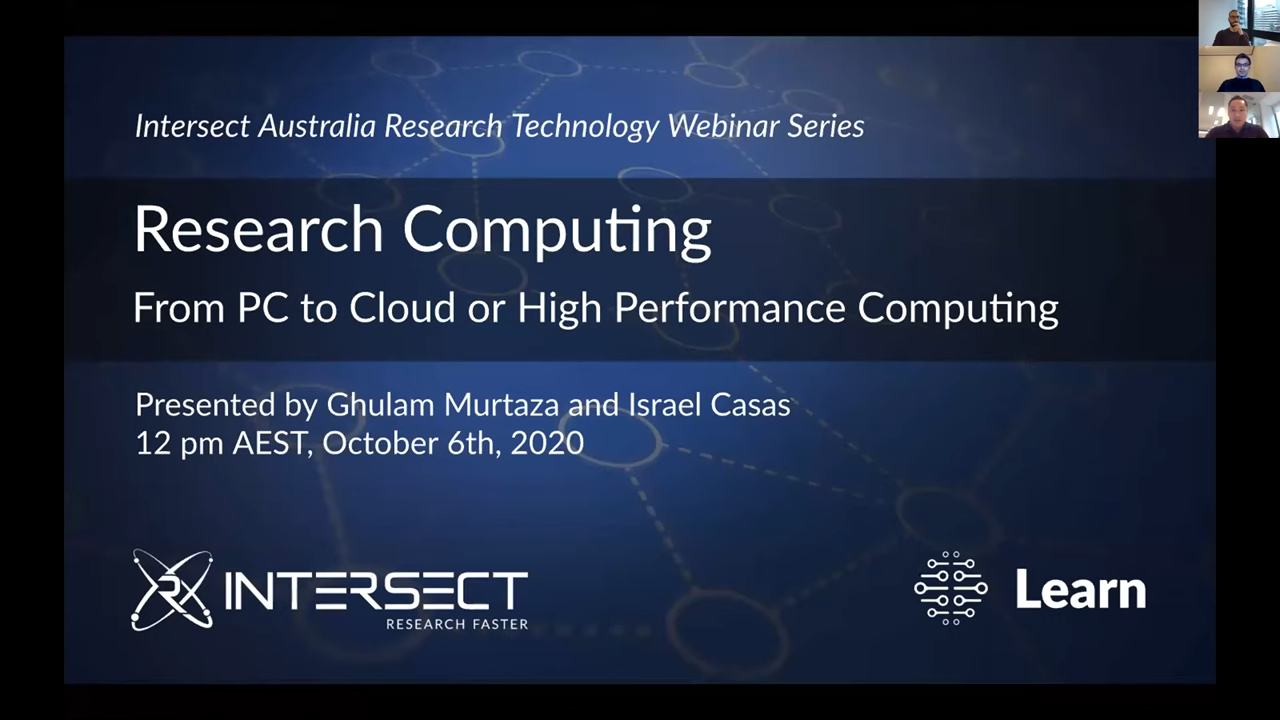 Intersect Australia Research Technology Webinar Series
Research Computing
From PC to Cloud or High Performance Computing
Presented by Ghulam Murtaza and Israel Casas
12 pm AEST, October 6th, 2020
INTERSECT
RESEARCH FASTER
Learn